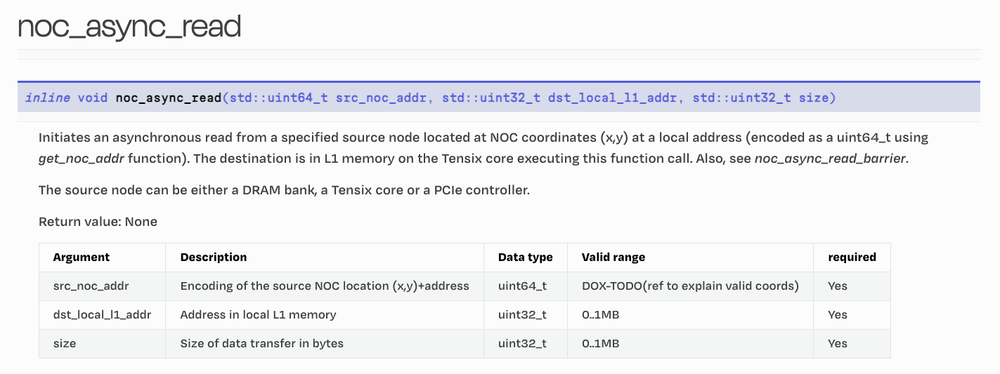 noc_async_read
inline void noc_async_read(std::uint64_t src_noc_addr, std::uint32_t dst_local_l1_addr, std::uint32_t size)
Initiates an asynchronous read from a specified source node located at NOC coordinates (x,y) at a local address (encoded as a uint64_t using
get_noc_addr function). The destination is in L1 memory on the Tensix core executing this function call. Also, see noc_async_read_barrier.
The source node can be either a DRAM bank, a Tensix core or a PCIe controller.
Return value: None
Argument Description Data type Valid range required
src_noc_addr Encoding of the source NOC location (x,y)+address uint64_t DOX-TODO(ref to explain valid coords) Yes
dst_local_l1_addr Address in local L1 memory uint32_t 0..1MB Yes
size Size of data transfer in bytes uint32_t 0..1MB Yes